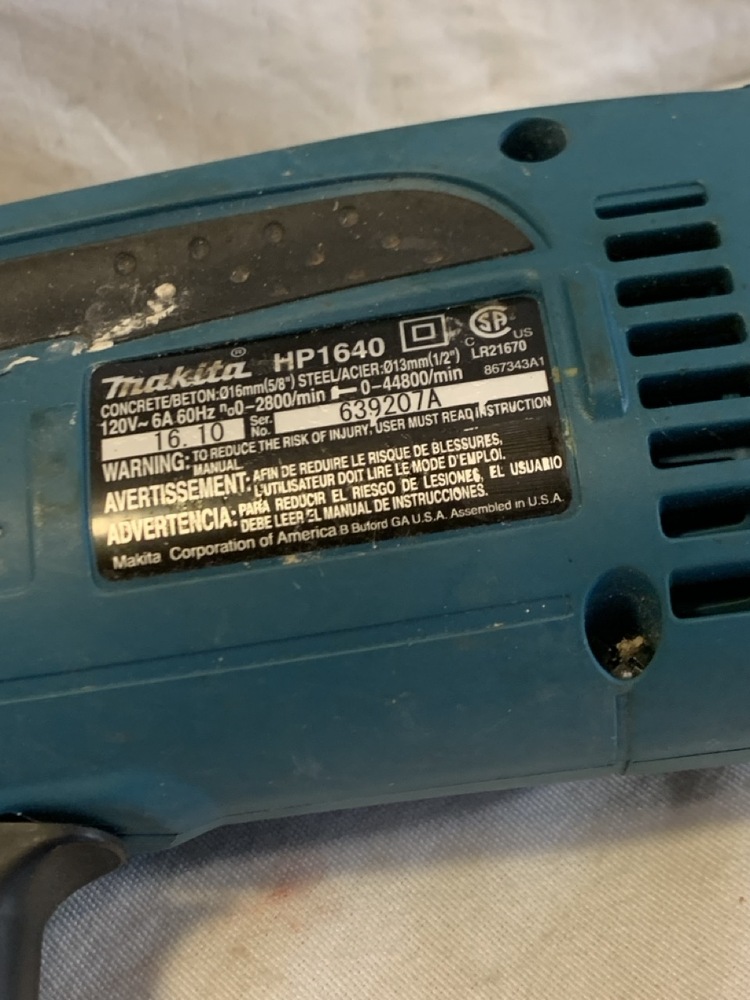 makita® HP1640 C SA US
CONCRETE/BETON:Ø16mm(5/8") STEEL/ACIER:Ø13mm(1/2") LR21670
120V~ 6A 60Hz n₀0-2800/min 0-44800/min 867343A1
16. 10 Ser. No. 639207A
WARNING: TO REDUCE THE RISK OF INJURY, USER MUST READ INSTRUCTION
MANUAL.
AVERTISSEMENT: AFIN DE REDUIRE LE RISQUE DE BLESSURES,
L'UTILISATEUR DOIT LIRE LE MODE D'EMPLOI.
ADVERTENCIA: PARA REDUCIR EL RIESGO DE LESIONES, EL USUARIO
DEBE LEER EL MANUAL DE INSTRUCCIONES.
Makita Corporation of America B Buford GA U.S.A. Assembled in U.S.A.